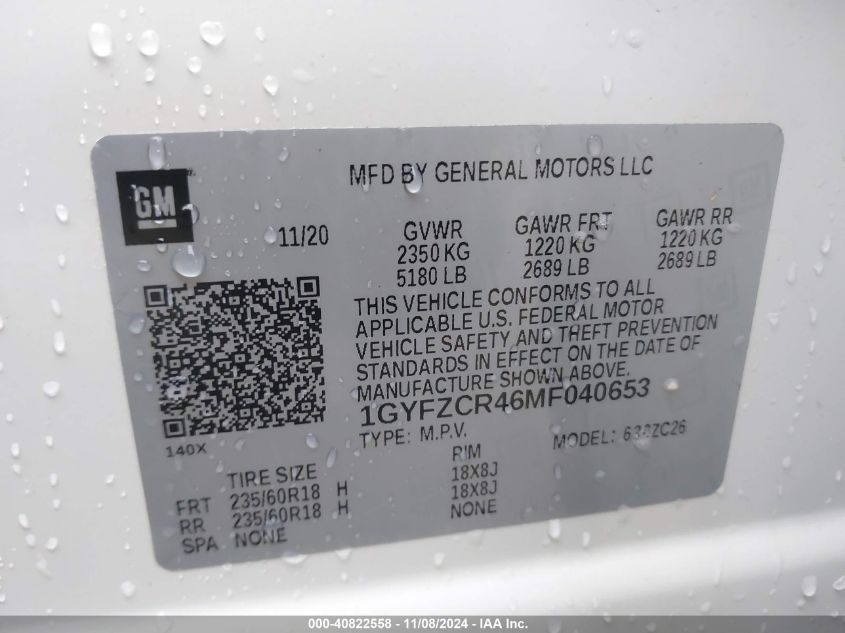 GM
MFD BY GENERAL MOTORS LLC
11/20
GVWR GAWR FRT GAWR RR
2350 KG 1220 KG 1220 KG
5180 LB 2689 LB 2689 LB
THIS VEHICLE CONFORMS TO ALL
APPLICABLE U.S. FEDERAL MOTOR
VEHICLE SAFETY AND THEFT PREVENTION
STANDARDS IN EFFECT ON THE DATE OF
MANUFACTURE SHOWN ABOVE.
1GYFZCR46MF040653
140X
TYPE: M.P.V. MODEL:
TIRE SIZE RIM
FRT 235/60R18 H 18X8J
RR 235/60R18 H 18X8J
SPA NONE NONE
000-40822558 — 11/08/2024 — IAA Inc.